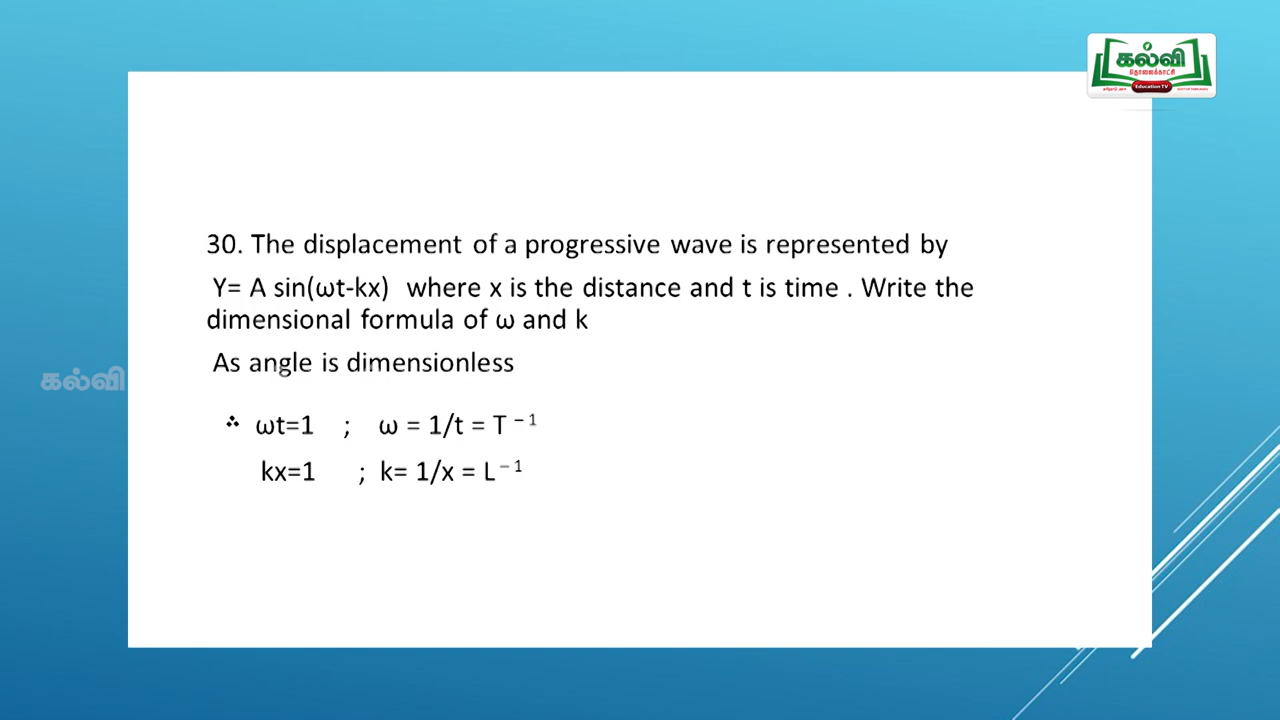 கல்வி
தொலைக்காட்சி
Education TV
30. The displacement of a progressive wave is represented by
Y= A sin(ωt-kx) where x is the distance and t is time . Write the
dimensional formula of ω and k
As angle is dimensionless
கல்வி
∴ ωt=1 ; ω = 1/t = T⁻¹
kx=1 ; k= 1/x = L⁻¹